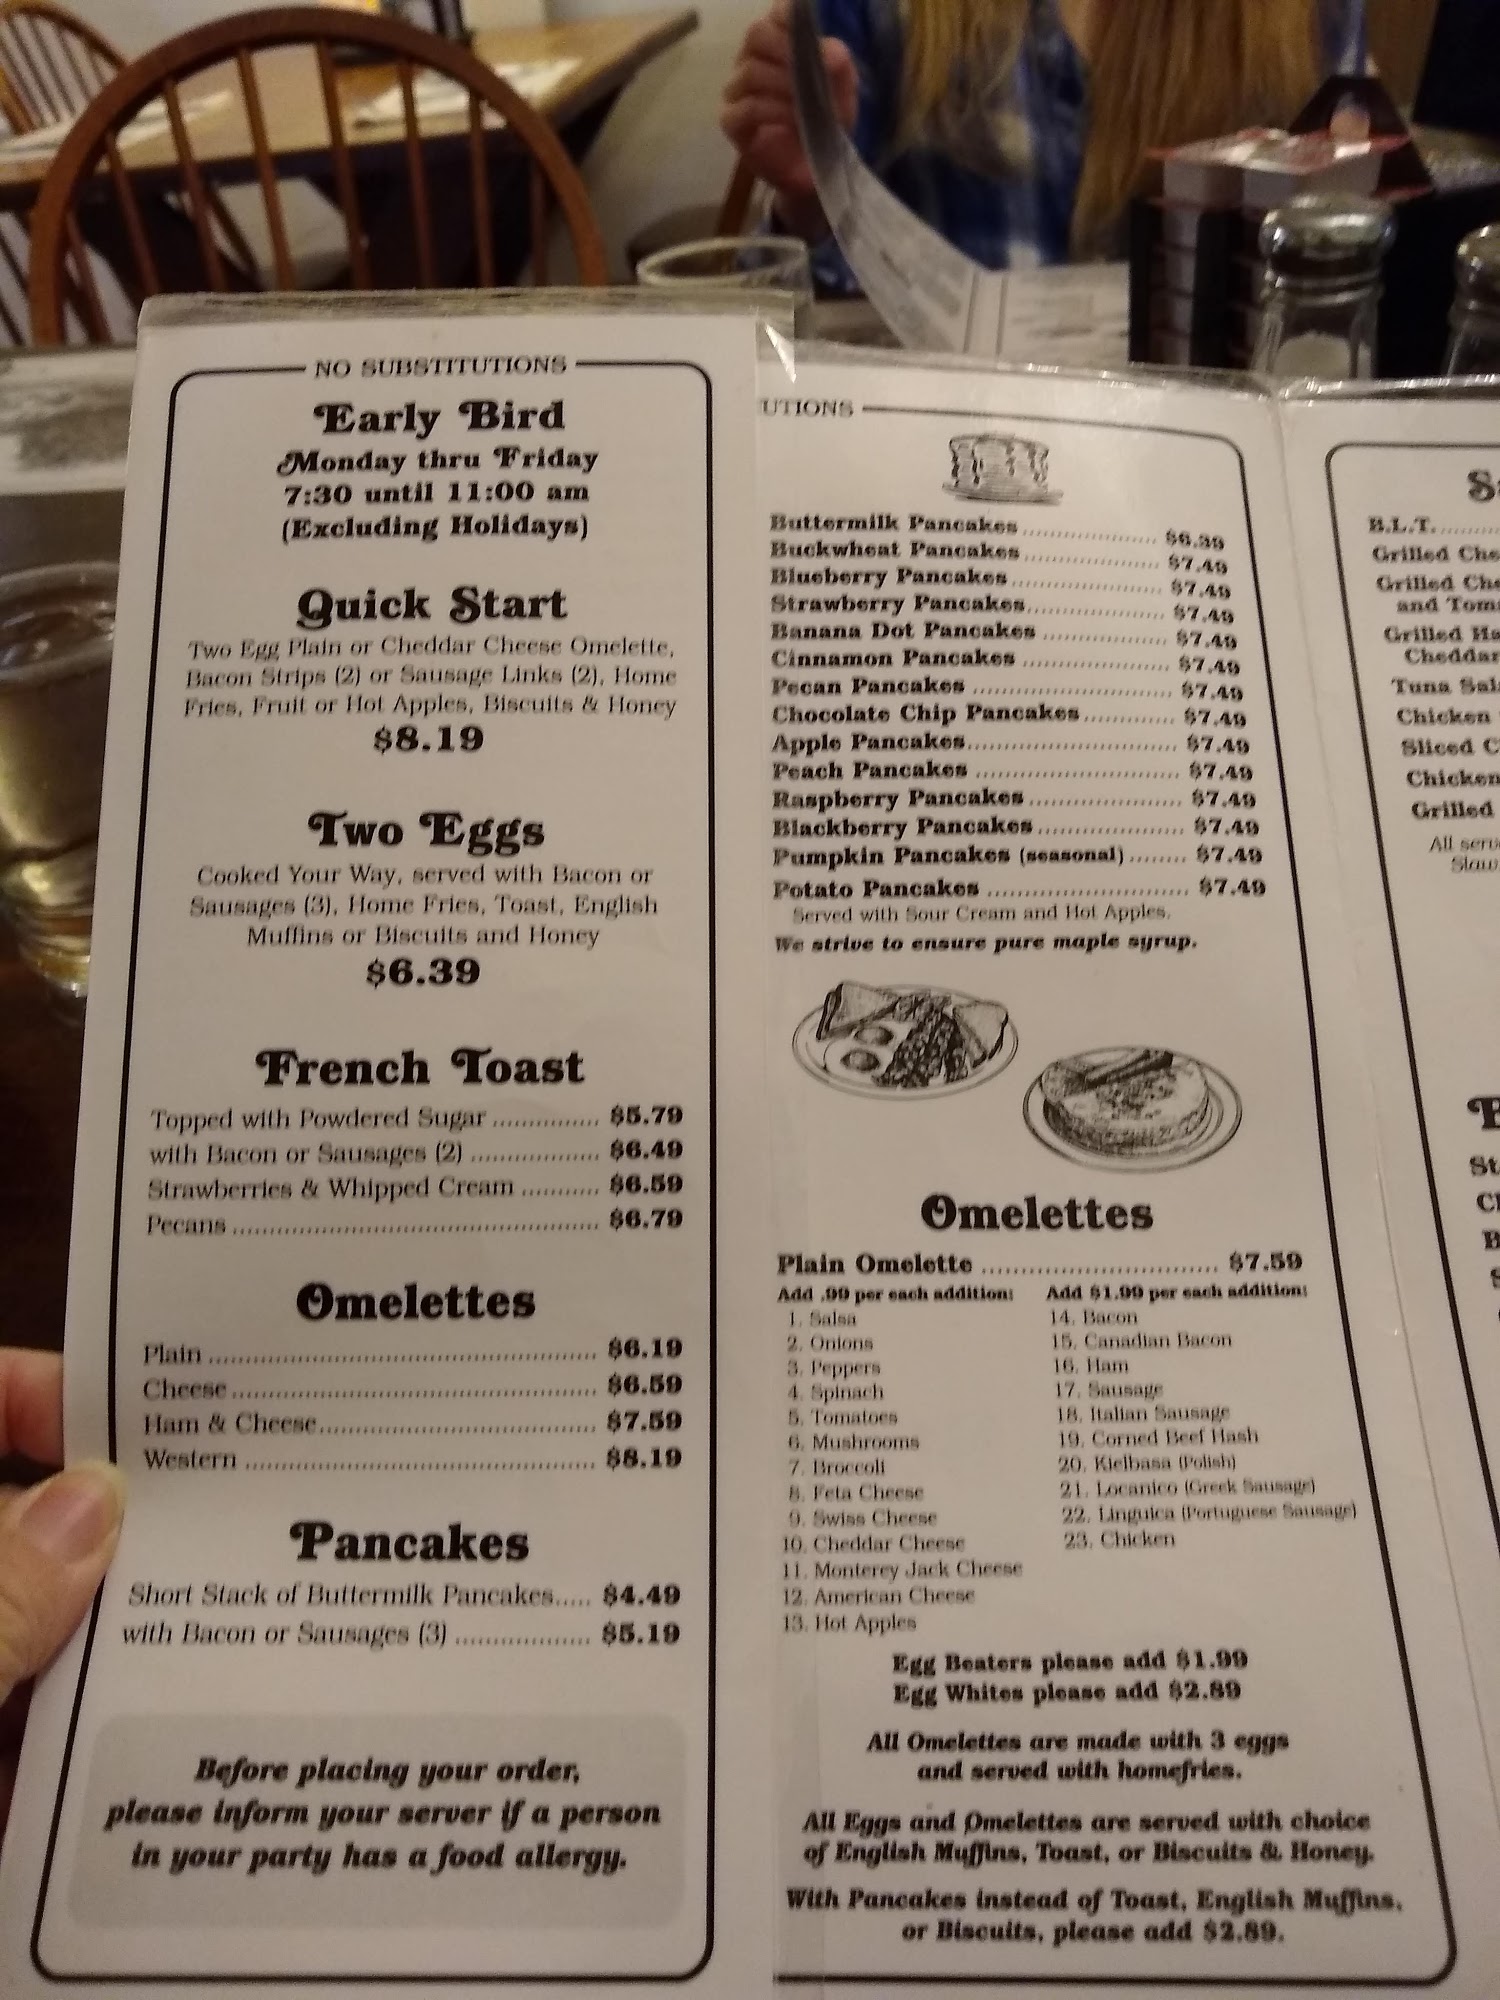 NO SUBSTITUTIONS
Early Bird
Monday thru Friday
7:30 until 11:00 am
(Excluding Holidays)
Quick Start
Two Egg Plain or Cheddar Cheese Omelette,
Bacon Strips (2) or Sausage Links (2), Home
Fries, Fruit or Hot Apples, Biscuits & Honey
$8.19
Two Eggs
Cooked Your Way, served with Bacon or
Sausages (3), Home Fries, Toast, English
Muffins or Biscuits and Honey
$6.39
French Toast
Topped with Powdered Sugar ................ $5.79
with Bacon or Sausages (2) ................... $6.49
Strawberries & Whipped Cream ........... $6.59
Pecans .................................................... $6.79
Omelettes
Plain ....................................................... $6.19
Cheese .................................................... $6.59
Ham & Cheese........................................ $7.59
Western .................................................. $8.19
Pancakes
Short Stack of Buttermilk Pancakes..... $4.49
with Bacon or Sausages (3) ................... $5.19
Before placing your order,
please inform your server if a person
in your party has a food allergy.
UTIONS
Buttermilk Pancakes .................... $6.39
Buckwheat Pancakes .................... $7.49
Blueberry Pancakes ...................... $7.49
Strawberry Pancakes.................... $7.49
Banana Dot Pancakes .................. $7.49
Cinnamon Pancakes ..................... $7.49
Pecan Pancakes ............................ $7.49
Chocolate Chip Pancakes ............. $7.49
Apple Pancakes.............................. $7.49
Peach Pancakes ............................ $7.49
Raspberry Pancakes ..................... $7.49
Blackberry Pancakes .................... $7.49
Pumpkin Pancakes (seasonal) ........ $7.49
Potato Pancakes ........................... $7.49
Served with Sour Cream and Hot Apples.
We strive to ensure pure maple syrup.
Omelettes
Plain Omelette ............................... $7.59
Add .99 per each addition:
1. Salsa
2. Onions
3. Peppers
4. Spinach
5. Tomatoes
6. Mushrooms
7. Broccoli
8. Feta Cheese
9. Swiss Cheese
10. Cheddar Cheese
11. Monterey Jack Cheese
12. American Cheese
13. Hot Apples
Add $1.99 per each addition:
14. Bacon
15. Canadian Bacon
16. Ham
17. Sausage
18. Italian Sausage
19. Corned Beef Hash
20. Kielbasa (Polish)
21. Locanico (Greek Sausage)
22. Linguica (Portuguese Sausage)
23. Chicken
Egg Beaters please add $1.99
Egg Whites please add $2.89
All Omelettes are made with 3 eggs
and served with homefries.
All Eggs and Omelettes are served with choice
of English Muffins, Toast, or Biscuits & Honey.
With Pancakes instead of Toast, English Muffins,
or Biscuits, please add $2.89.
B.L.T.
Grilled Che
Grilled Che
and Tom
Grilled Ha
Cheddar
Tuna Sal
Chicken
Sliced C
Chicken
Grilled
All serv
Slaw